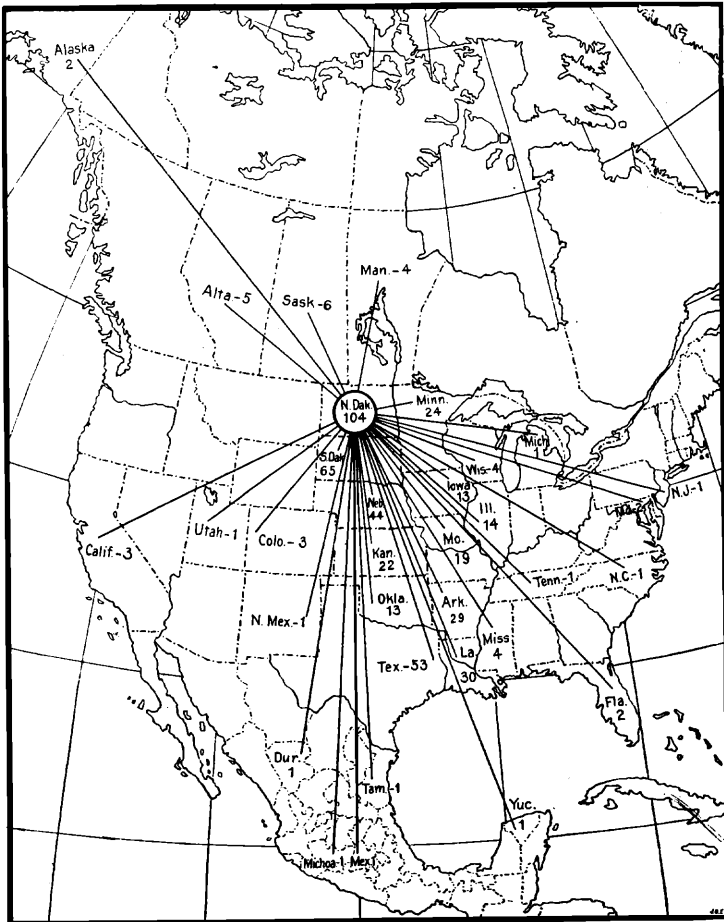 Alaska
2
Man.-4
Alta-5
Sask-6
N. Dak
104
Minn.
24
Mich
1
S.Dak
65
Wis-4
Iowa
13
N.J-1
Neb
44
Ill.
14
Md-2
Utah-1
Colo.-3
Mo.
19
Calif.-3
Kan.
22
Tenn.-1
N.C-1
Okla.
13
Ark.
29
N. Mex.-1
Miss
4
La.
30
Tex.-53
Fla.
2
Dur
1
Tam.-1
Yuc.
1
Michoa-1
Mex 1